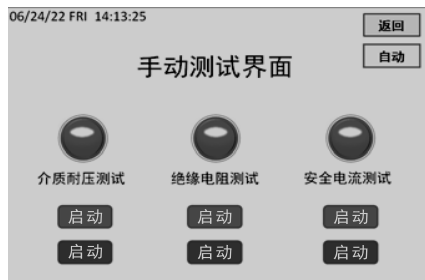 06/24/22 FRI 14:13:25
返回
自动
手动测试界面
介质耐压测试 绝缘电阻测试 安全电流测试
启动 启动 启动
启动 启动 启动